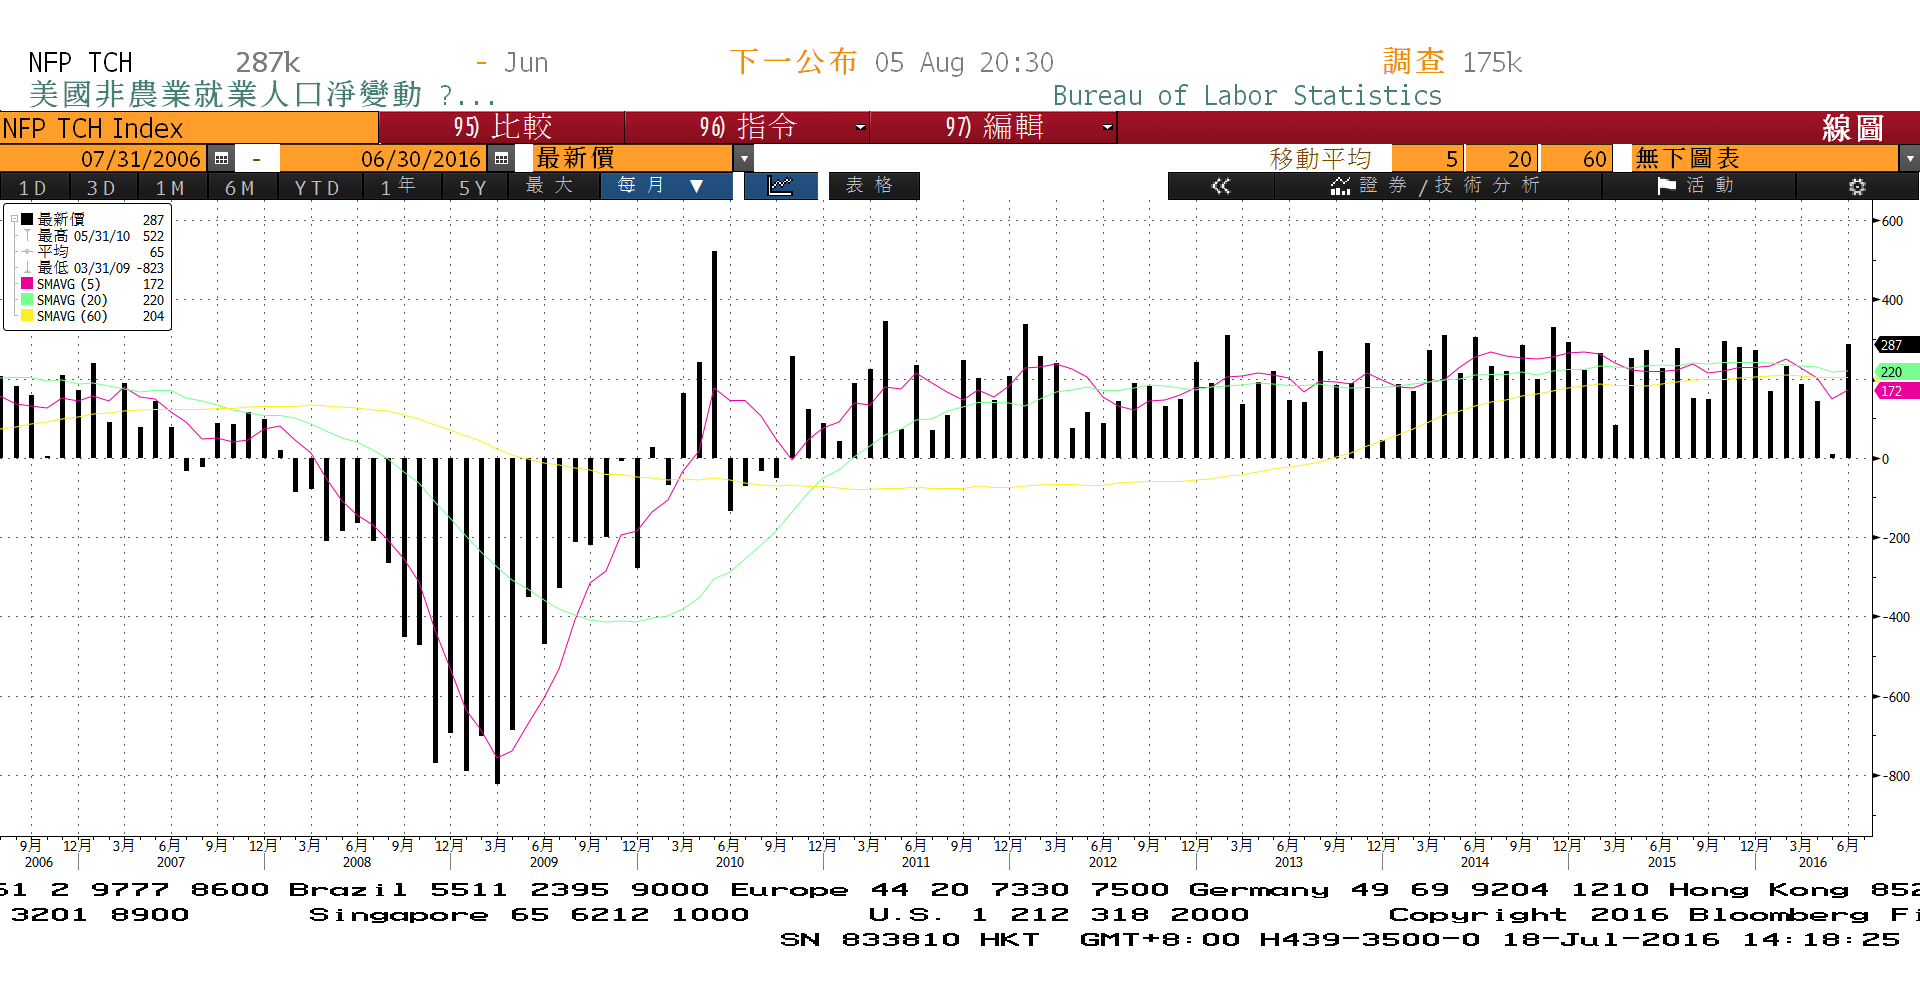 NFP TCH 287k - Jun 下一公布 05 Aug 20:30 調查 175k
美國非農業就業人口淨變動 ?... Bureau of Labor Statistics
NFP TCH Index 95) 比較 96) 指令 97) 編輯 線圖
07/31/2006 - 06/30/2016 最新價 移動平均 5 20 60 無下圖表
1D 3D 1M 6M YTD 1年 5Y 最大 每月 ▼ 表格 « 證券/技術分析 活動
最新價 287
最高 05/31/10 522
平均 65
最低 03/31/09 -823
SMAVG (5) 172
SMAVG (20) 220
SMAVG (60) 204
600
400
287
220
172
0
-200
-400
-600
-800
9月 12月 3月 6月 9月 12月 3月 6月 9月 12月 3月 6月 9月 12月 3月 6月 9月 12月 3月 6月 9月 12月 3月 6月 9月 12月 3月 6月 9月 12月 3月 6月 9月 12月 3月 6月 9月 12月 3月 6月
2006 2007 2008 2009 2010 2011 2012 2013 2014 2015 2016
61 2 9777 8600 Brazil 5511 2395 9000 Europe 44 20 7330 7500 Germany 49 69 9204 1210 Hong Kong 852
3201 8900 Singapore 65 6212 1000 U.S. 1 212 318 2000 Copyright 2016 Bloomberg Fi
SN 833810 HKT GMT+8:00 H439-3500-0 18-Jul-2016 14:18:25